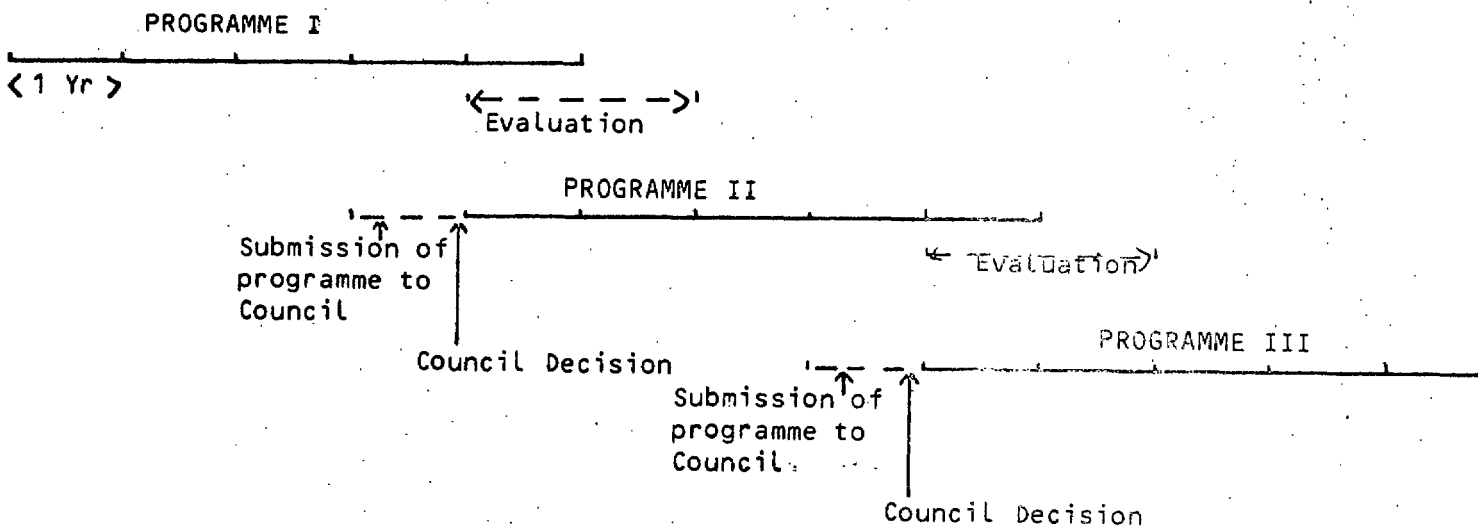 PROGRAMME I
< 1 Yr >
Evaluation
PROGRAMME II
Submission of
programme to
Council
Evaluation
Council Decision
PROGRAMME III
Submission of
programme to
Council
Council Decision